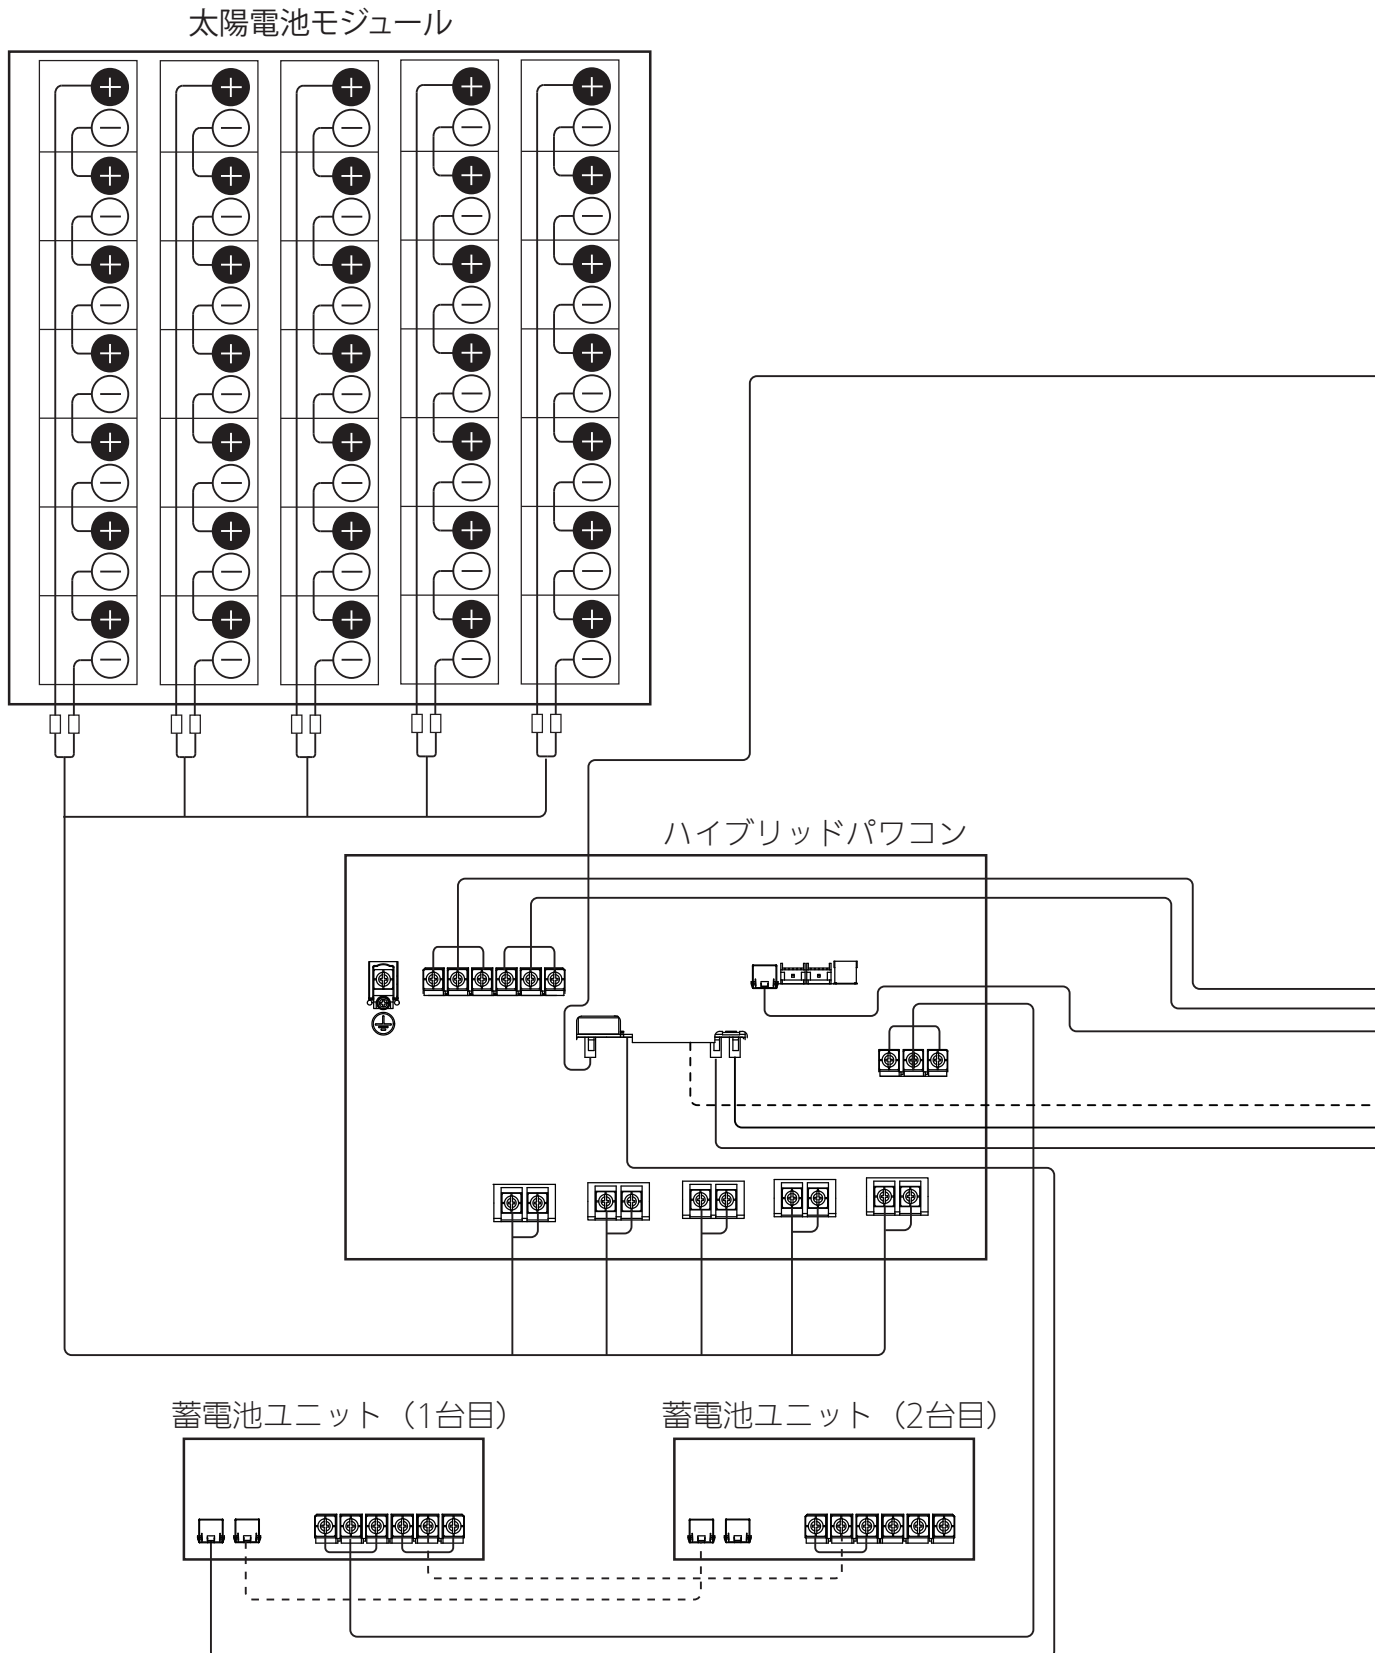 太陽電池モジュール
ハイブリッドパワコン
蓄電池ユニット（1台目）
蓄電池ユニット（2台目）